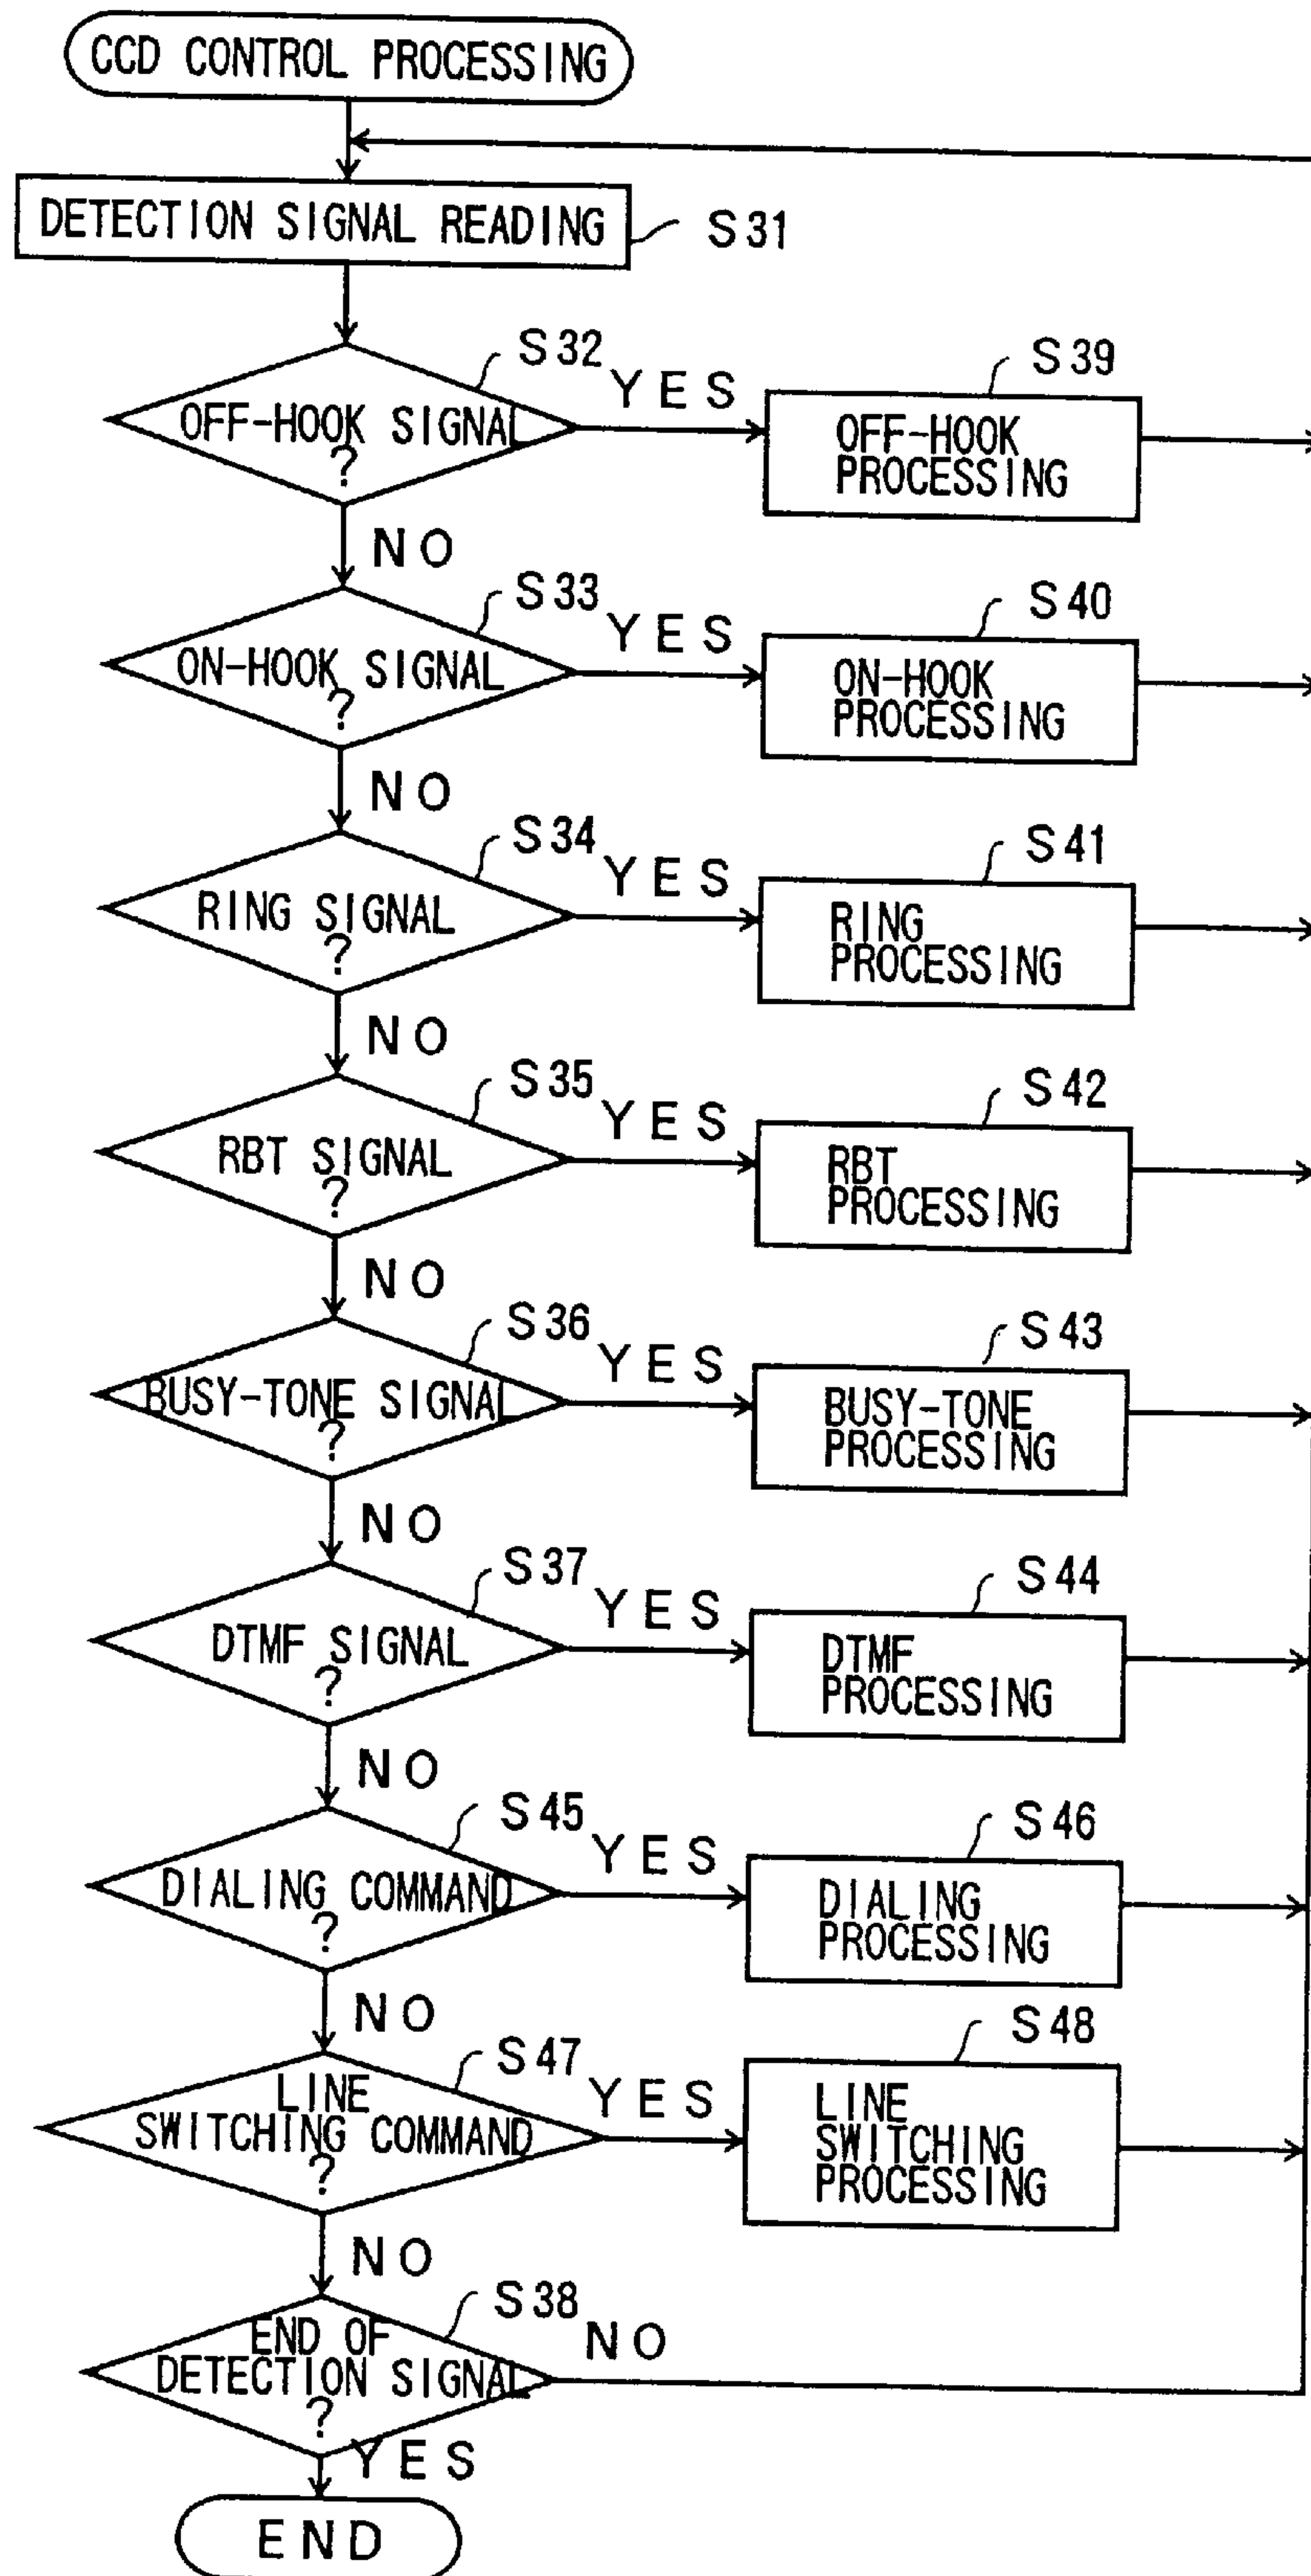 CCD CONTROL PROCESSING
DETECTION SIGNAL READING
S31
OFF-HOOK SIGNAL
?
S32
YES
S39
OFF-HOOK
PROCESSING
NO
ON-HOOK SIGNAL
?
S33
YES
S40
ON-HOOK
PROCESSING
NO
RING SIGNAL
?
S34
YES
S41
RING
PROCESSING
NO
RBT SIGNAL
?
S35
YES
S42
RBT
PROCESSING
NO
BUSY-TONE SIGNAL
?
S36
YES
S43
BUSY-TONE
PROCESSING
NO
DTMF SIGNAL
?
S37
YES
S44
DTMF
PROCESSING
NO
DIALING COMMAND
?
S45
YES
S46
DIALING
PROCESSING
NO
LINE
SWITCHING COMMAND
?
S47
YES
S48
LINE
SWITCHING
PROCESSING
NO
END OF
DETECTION SIGNAL
?
S38
NO
YES
END